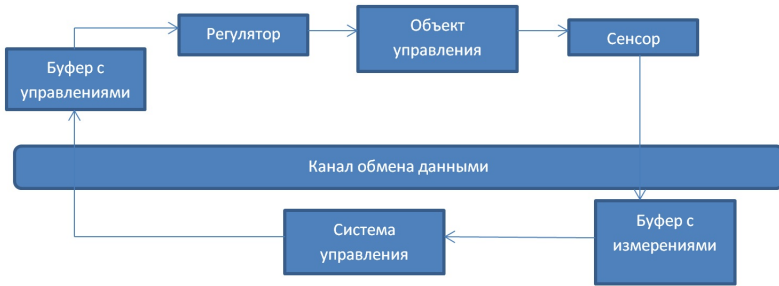 Регулятор
Объект
управления
Сенсор
Буфер с
управлениями
Канал обмена данными
Система
управления
Буфер с
измерениями